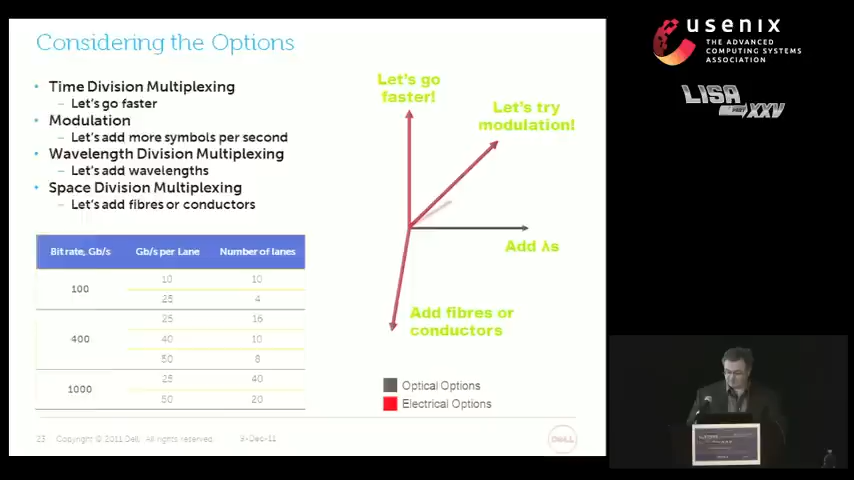 Considering the Options
• Time Division Multiplexing
– Let's go faster
• Modulation
– Let's add more symbols per second
• Wavelength Division Multiplexing
– Let's add wavelengths
• Space Division Multiplexing
– Let's add fibres or conductors
Bit rate, Gb/s Gb/s per Lane Number of lanes
100
10 10
25 4
400
25 16
40 10
50 8
1000
25 40
50 20
Let's go
faster!
Let's try
modulation!
Add λs
Add fibres or
conductors
Optical Options
Electrical Options
23 Copyright © 2011 Dell. All rights reserved. 9-Dec-11
DELL
usenix
THE ADVANCED
COMPUTING SYSTEMS
ASSOCIATION
LISA
XXV